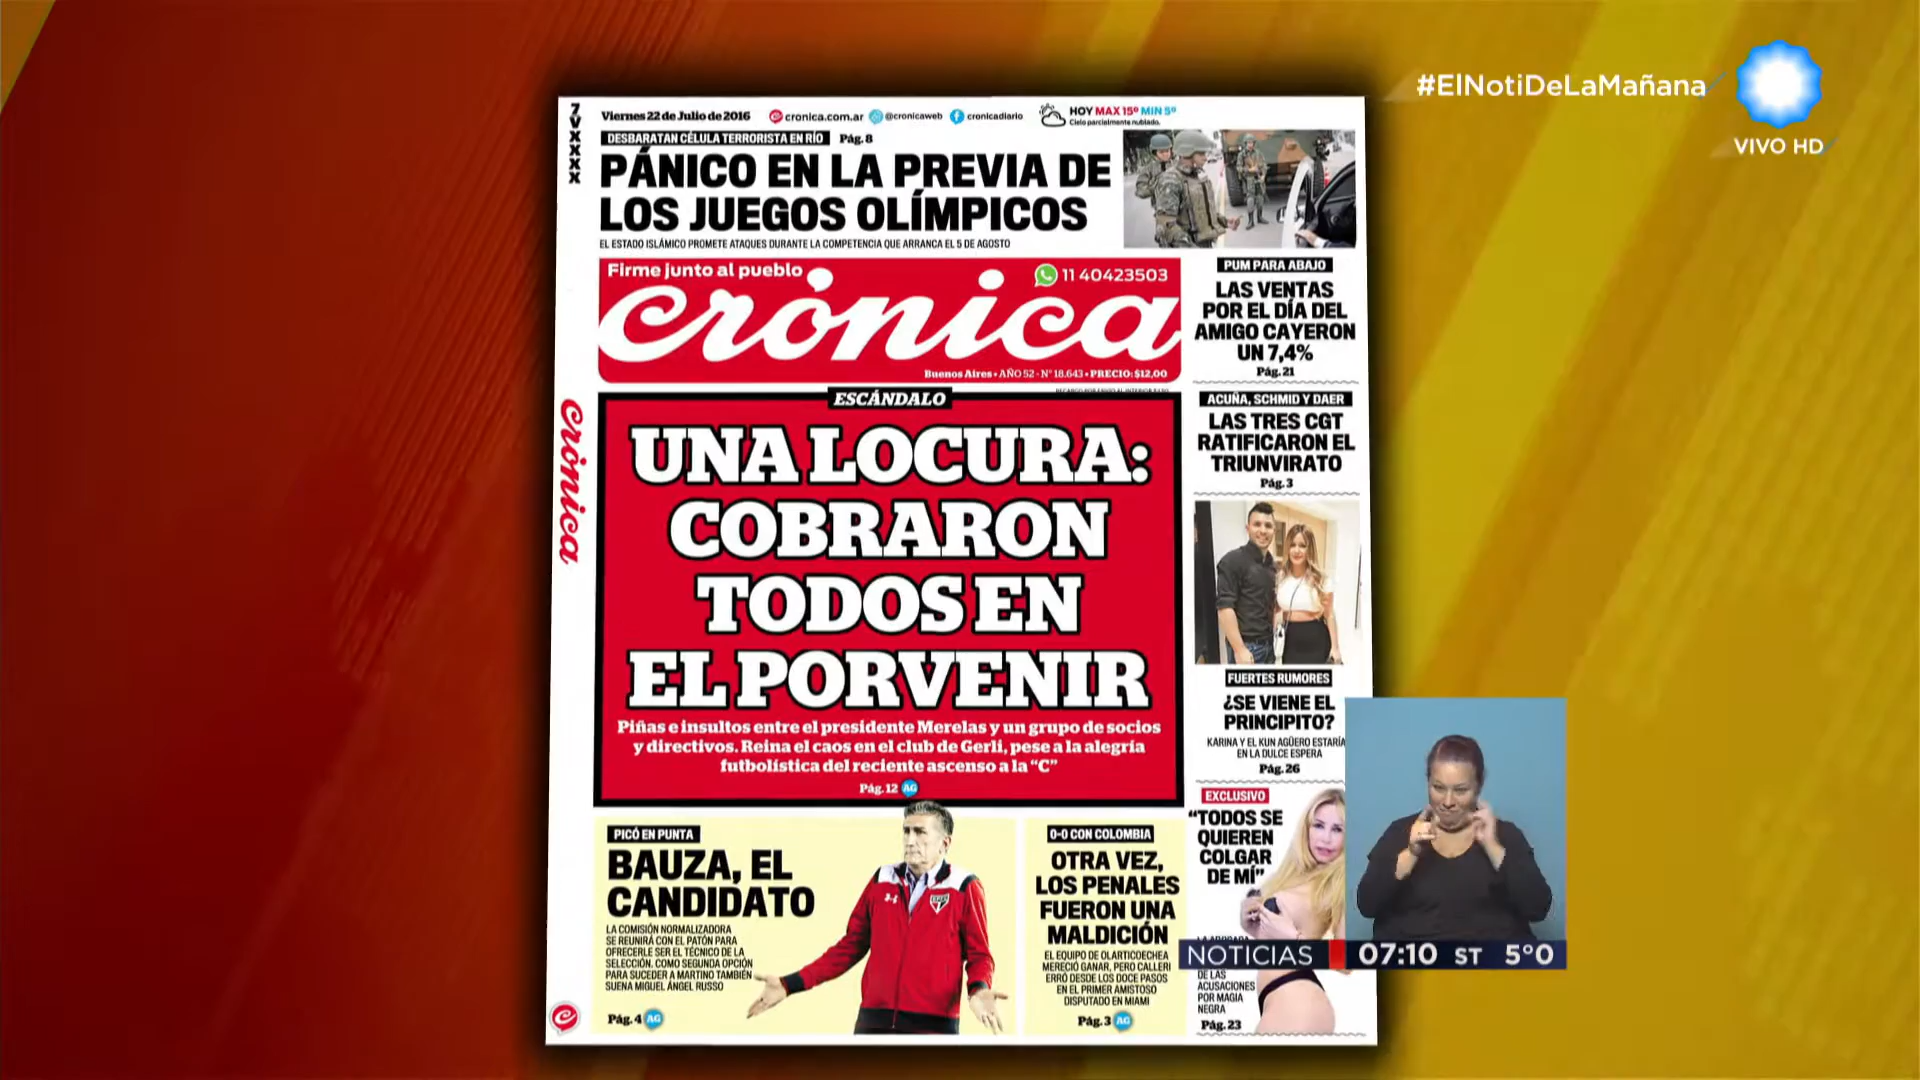 #ElNotiDeLaMañana
VIVO HD
Viernes 22 de Julio de 2016
cronica.com.ar
@cronicaweb
cronicadiario
HOY MAX 15º MIN 5º
Cielo parcialmente nublado.
DESBARATAN CÉLULA TERRORISTA EN RÍO
Pág. 8
PÁNICO EN LA PREVIA DE
LOS JUEGOS OLÍMPICOS
EL ESTADO ISLÁMICO PROMETE ATAQUES DURANTE LA COMPETENCIA QUE ARRANCA EL 5 DE AGOSTO
Firme junto al pueblo
11 40423503
crónica
Buenos Aires • AÑO 52 - Nº 18.643 • PRECIO: $12,00
crónica
ESCÁNDALO
UNA LOCURA:
COBRARON
TODOS EN
EL PORVENIR
Piñas e insultos entre el presidente Merelas y un grupo de socios
y directivos. Reina el caos en el club de Gerli, pese a la alegría
futbolística del reciente ascenso a la "C"
Pág. 12 AG
PUM PARA ABAJO
LAS VENTAS
POR EL DÍA DEL
AMIGO CAYERON
UN 7,4%
Pág. 21
ACUÑA, SCHMID Y DAER
LAS TRES CGT
RATIFICARON EL
TRIUNVIRATO
Pág. 3
FUERTES RUMORES
¿SE VIENE EL
PRINCIPITO?
KARINA Y EL KUN AGÜERO ESTARÍA
EN LA DULCE ESPERA
Pág. 26
EXCLUSIVO
"TODOS SE
QUIEREN
COLGAR
DE MÍ"
DE LAS
ACUSACIONES
POR MAGIA
NEGRA
Pág. 23
PICÓ EN PUNTA
BAUZA, EL
CANDIDATO
LA COMISIÓN NORMALIZADORA
SE REUNIRÁ CON EL PATÓN PARA
OFRECERLE SER EL TÉCNICO DE LA
SELECCIÓN. COMO SEGUNDA OPCIÓN
PARA SUCEDER A MARTINO TAMBIÉN
SUENA MIGUEL ÁNGEL RUSSO
Pág. 4 AG
0-0 CON COLOMBIA
OTRA VEZ,
LOS PENALES
FUERON UNA
MALDICIÓN
EL EQUIPO DE OLARTICOECHEA
MERECIÓ GANAR, PERO CALLERI
ERRÓ DESDE LOS DOCE PASOS
EN EL PRIMER AMISTOSO
DISPUTADO EN MIAMI
Pág. 3 AG
NOTICIAS 07:10 ST 5º0